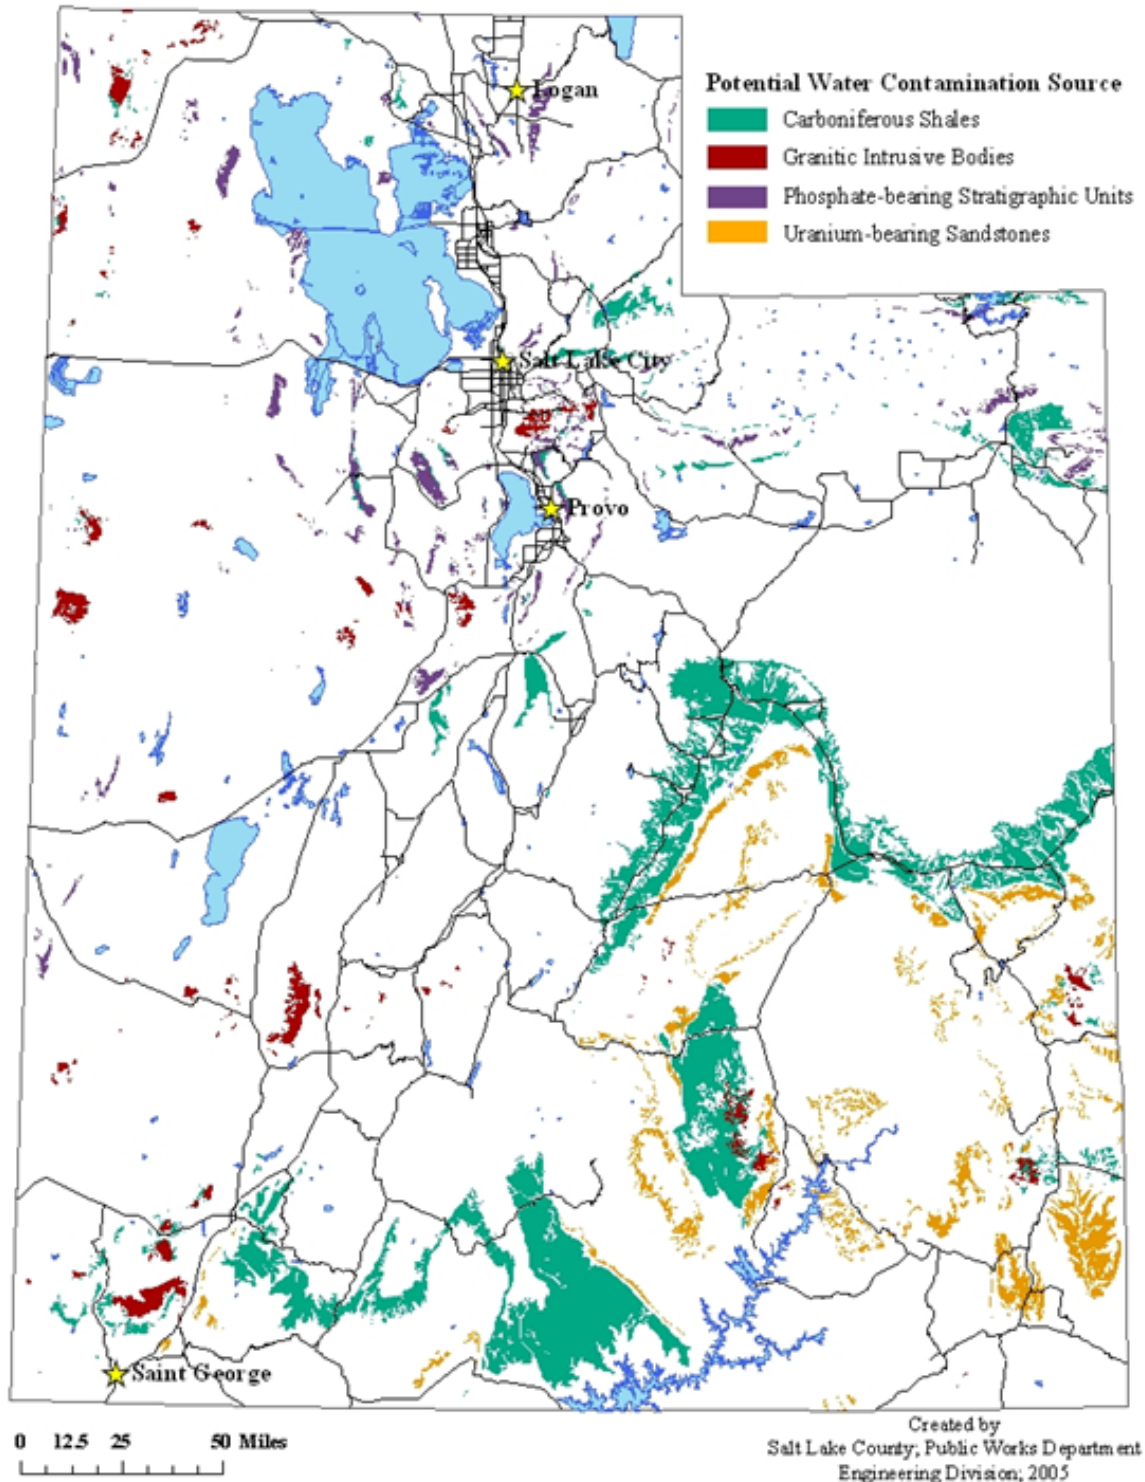 Logan
Potential Water Contamination Source
Carboniferous Shales
Granitic Intrusive Bodies
Phosphate-bearing Stratigraphic Units
Uranium-bearing Sandstones
Salt Lake City
Provo
Saint George
0 12.5 25 50 Miles
Created by
Salt Lake County; Public Works Department
Engineering Division; 2005